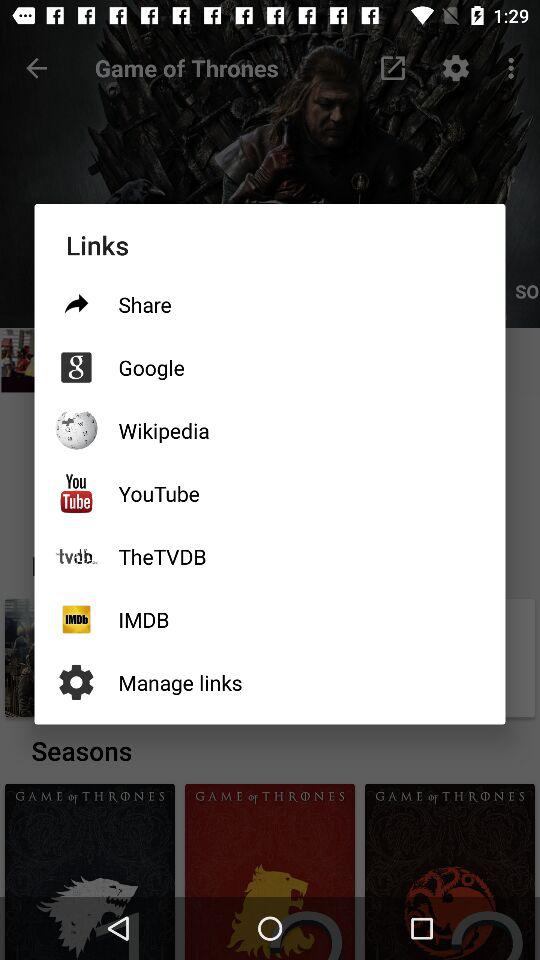 1:29
Game of Thrones
SO
Links
Share
g Google
Wikipedia
You Tube YouTube
tvdb TheTVDB
IMDb IMDB
Manage links
Seasons
GAME of THRONES GAME of THRONES GAME of THRONES